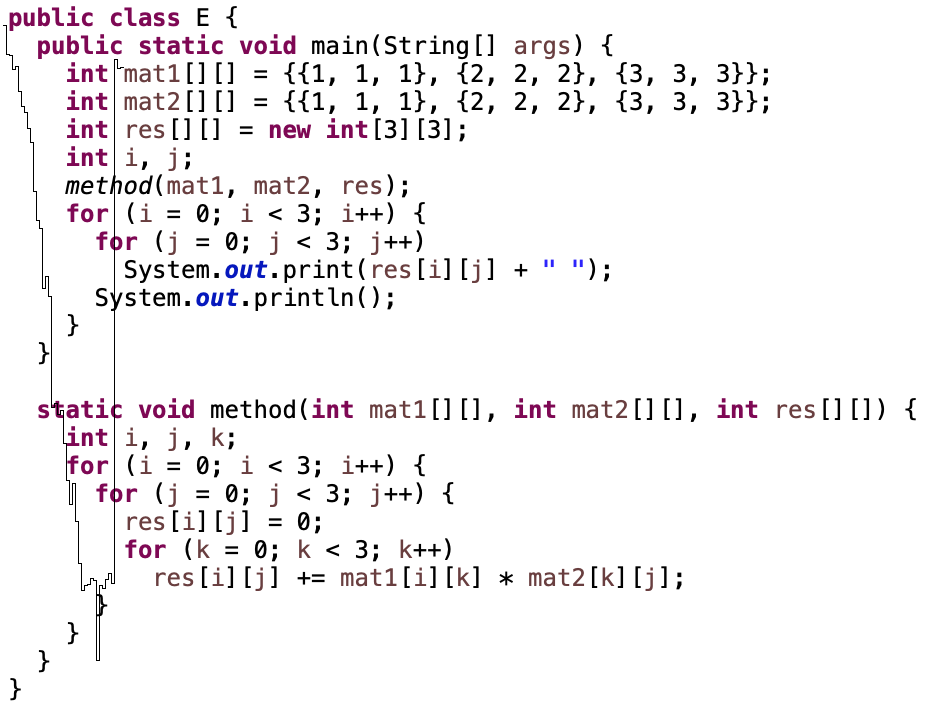 public class E {
  public static void main(String[] args) {
    int mat1[][] = {{1, 1, 1}, {2, 2, 2}, {3, 3, 3}};
    int mat2[][] = {{1, 1, 1}, {2, 2, 2}, {3, 3, 3}};
    int res[][] = new int[3][3];
    int i, j;
    method(mat1, mat2, res);
    for (i = 0; i < 3; i++) {
      for (j = 0; j < 3; j++)
        System.out.print(res[i][j] + " ");
      System.out.println();
    }
  }

  static void method(int mat1[][], int mat2[][], int res[][]) {
    int i, j, k;
    for (i = 0; i < 3; i++) {
      for (j = 0; j < 3; j++) {
        res[i][j] = 0;
        for (k = 0; k < 3; k++)
          res[i][j] += mat1[i][k] * mat2[k][j];
      }
    }
  }
}